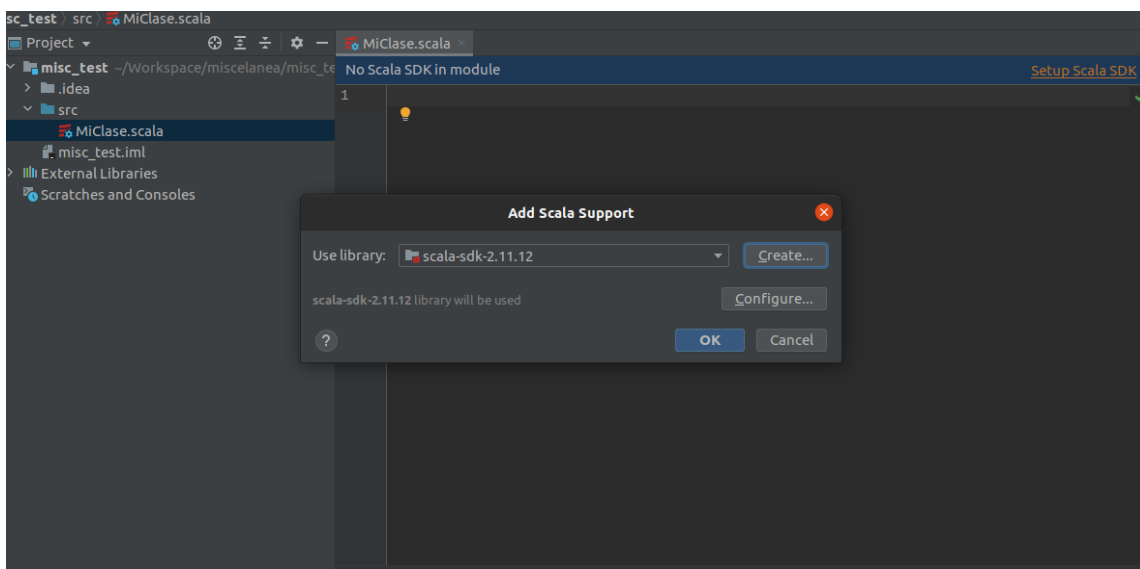 sc_test src MiClase.scala
Project
MiClase.scala
misc_test ~/Workspace/miscelanea/misc_te
No Scala SDK in module
Setup Scala SDK
.idea
1
src
MiClase.scala
misc_test.iml
External Libraries
Scratches and Consoles
Add Scala Support
Use library: scala-sdk-2.11.12 Create...
scala-sdk-2.11.12 library will be used Configure...
? OK Cancel